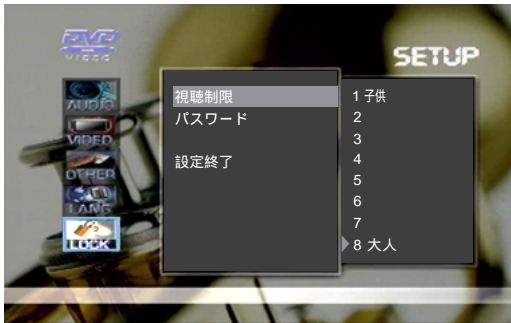 DVD
VIDEO
SETUP
AUDIO
VIDEO
OTHER
LANG
LOCK
視聴制限
パスワード
設定終了
1 子供
2
3
4
5
6
7
8 大人